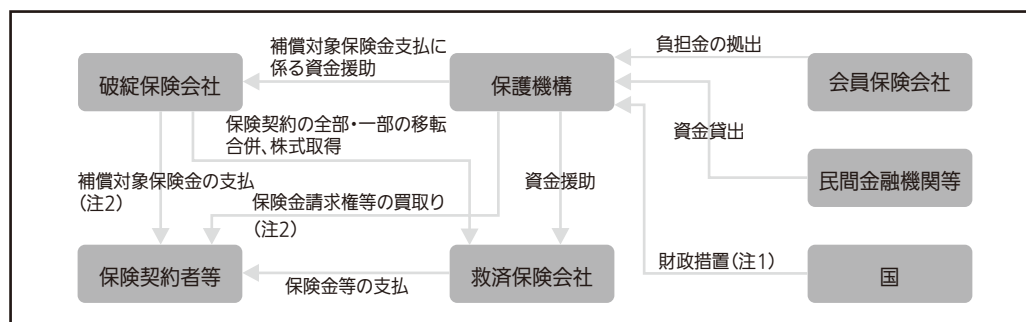 補償対象保険金支払に
係る資金援助
負担金の拠出
破綻保険会社
保護機構
会員保険会社
保険契約の全部・一部の移転
合併、株式取得
資金貸出
補償対象保険金の支払
(注2)
資金援助
民間金融機関等
保険金請求権等の買取り
(注2)
財政措置(注1)
保険契約者等
保険金等の支払
救済保険会社
国